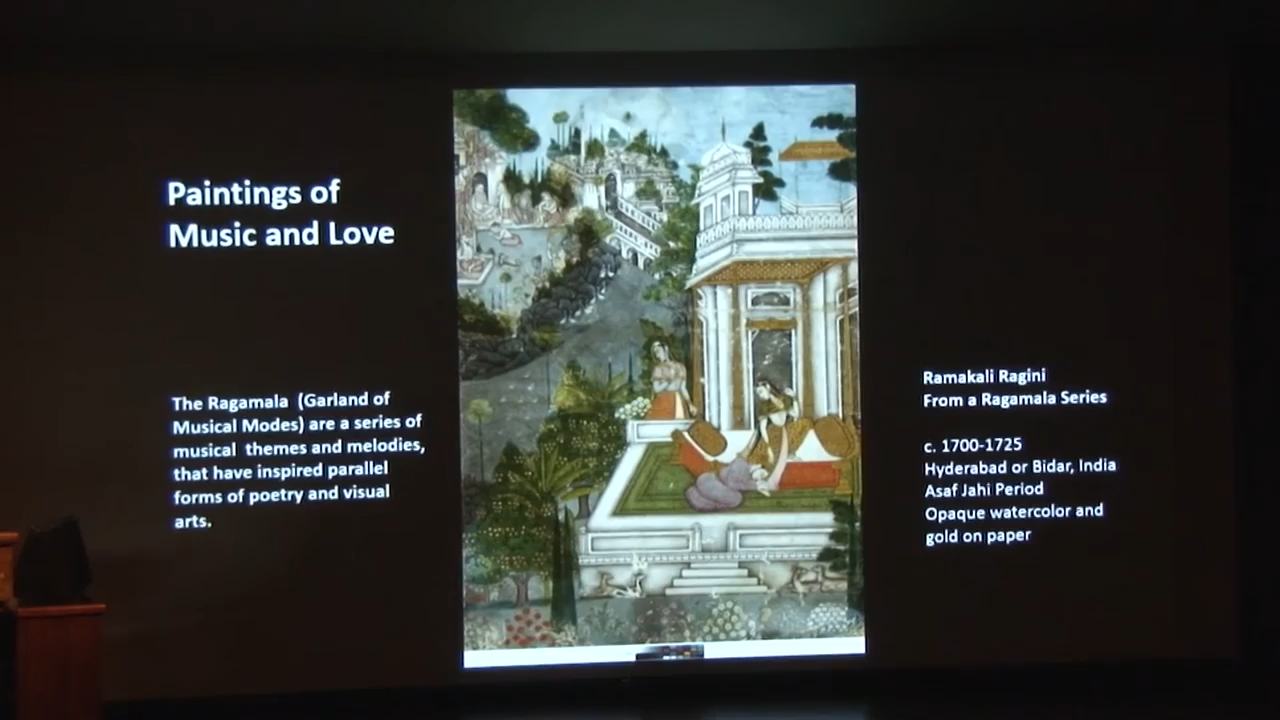 Paintings of
Music and Love
The Ragamala (Garland of
Musical Modes) are a series of
musical themes and melodies,
that have inspired parallel
forms of poetry and visual
arts.
Ramakali Ragini
From a Ragamala Series
c. 1700-1725
Hyderabad or Bidar, India
Asaf Jahi Period
Opaque watercolor and
gold on paper